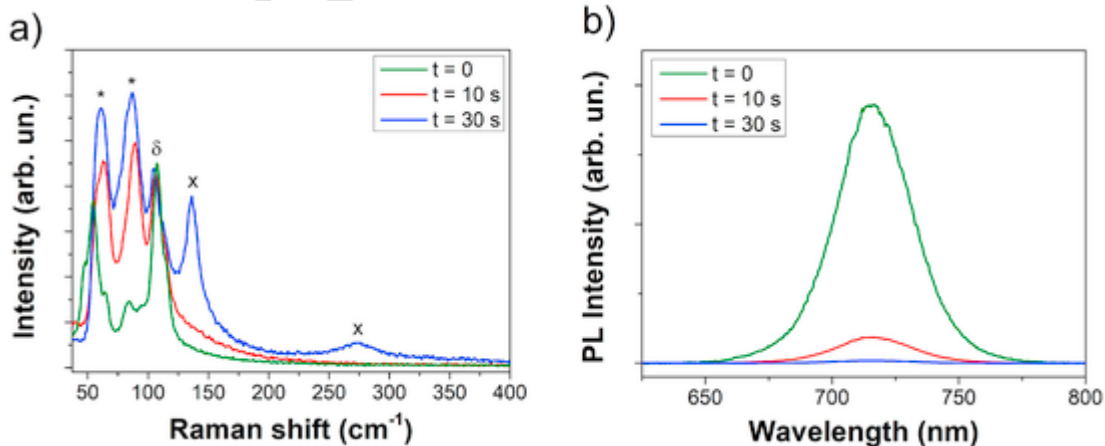 a)
Intensity (arb. un.)
t = 0
t = 10 s
t = 30 s
*
*
δ
x
x
50 100 150 200 250 300 350 400
Raman shift (cm⁻¹)
b)
PL Intensity (arb. un.)
t = 0
t = 10 s
t = 30 s
650 700 750 800
Wavelength (nm)